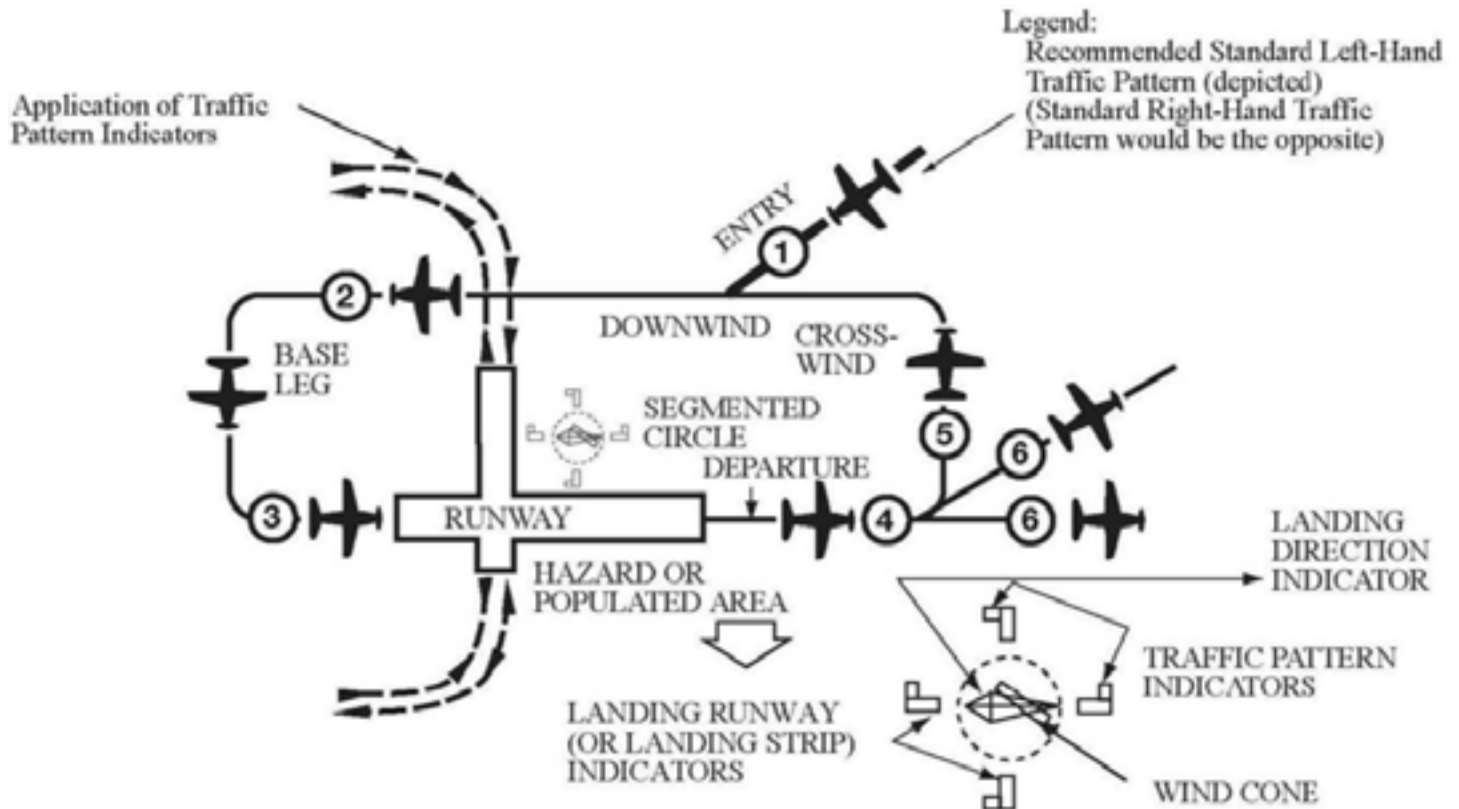 Legend:
Recommended Standard Left-Hand
Traffic Pattern (depicted)
(Standard Right-Hand Traffic
Pattern would be the opposite)
Application of Traffic
Pattern Indicators
ENTRY
1
2
DOWNWIND
CROSS-
WIND
BASE
LEG
SEGMENTED
CIRCLE
DEPARTURE
5
6
3
RUNWAY
4
6
LANDING
DIRECTION
INDICATOR
HAZARD OR
POPULATED AREA
TRAFFIC PATTERN
INDICATORS
LANDING RUNWAY
(OR LANDING STRIP)
INDICATORS
WIND CONE